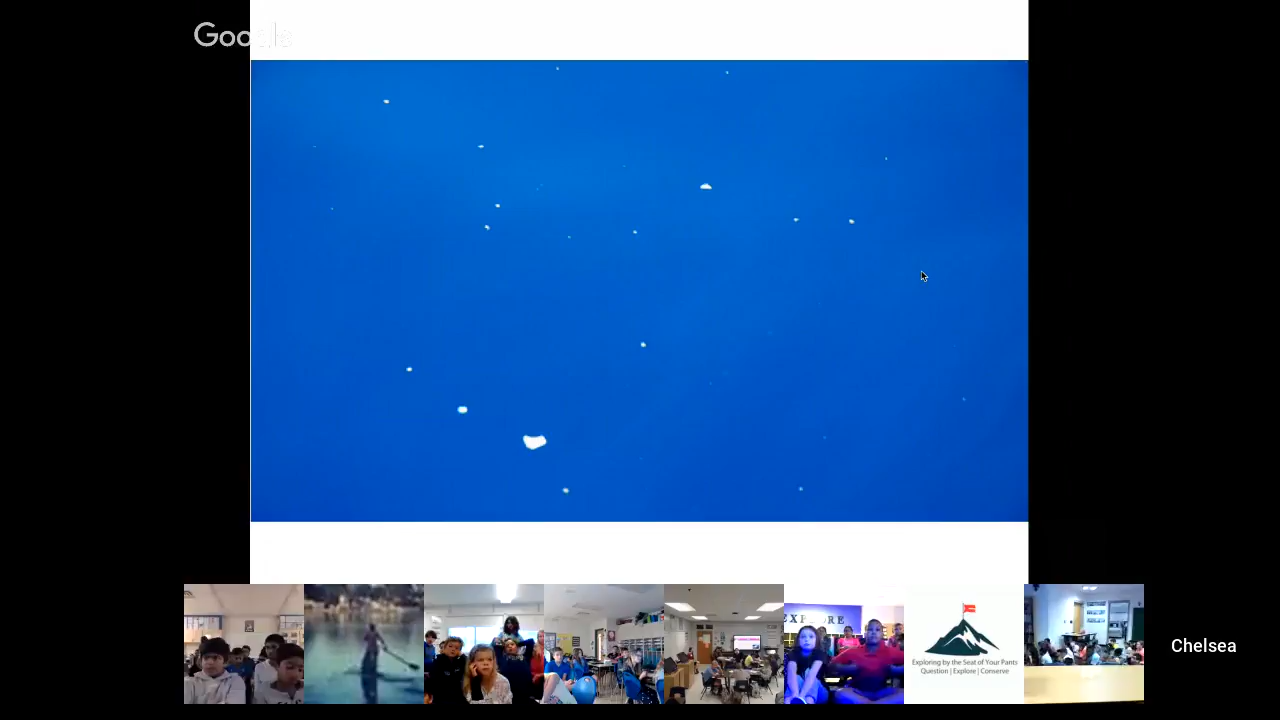 Google
EXPLORE
Exploring by the Seat of Your Pants
Question | Explore | Conserve
Chelsea